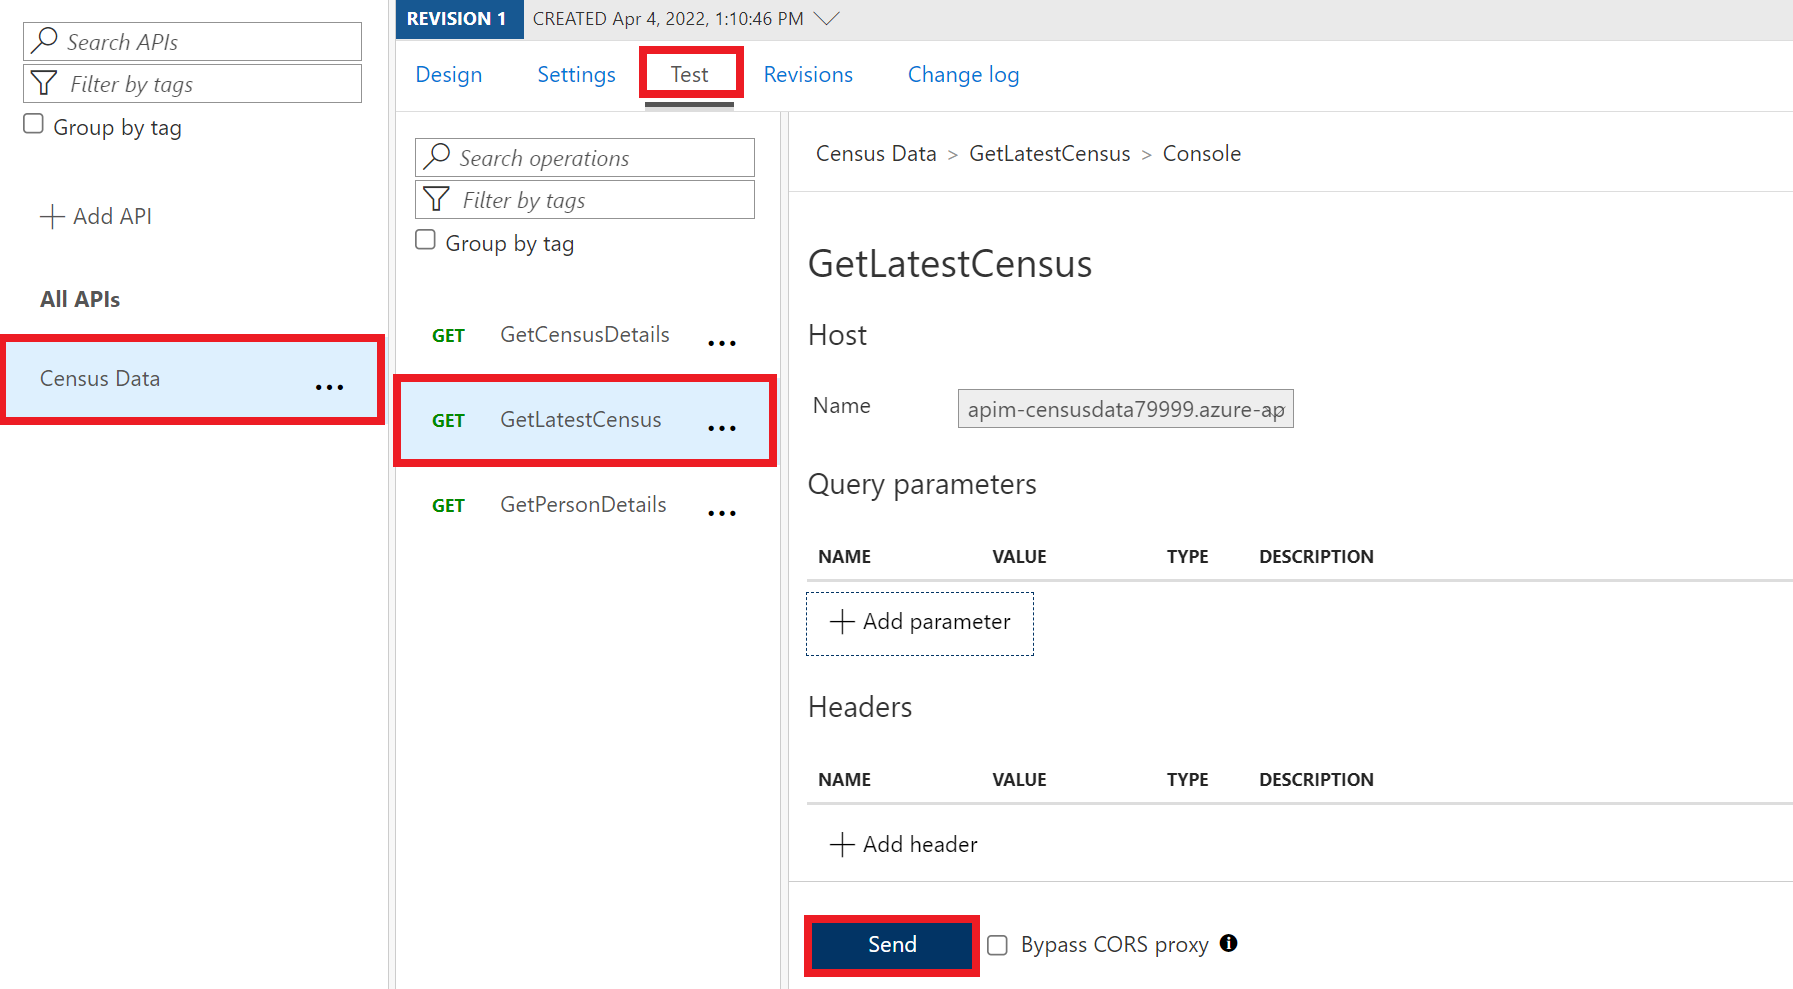 Search APIs
Filter by tags
Group by tag
+ Add API
All APIs
Census Data ...
REVISION 1 CREATED Apr 4, 2022, 1:10:46 PM
Design Settings Test Revisions Change log
Search operations
Filter by tags
Group by tag
GET GetCensusDetails ...
GET GetLatestCensus ...
GET GetPersonDetails ...
Census Data > GetLatestCensus > Console
GetLatestCensus
Host
Name apim-censusdata79999.azure-ap
Query parameters
NAME VALUE TYPE DESCRIPTION
+ Add parameter
Headers
NAME VALUE TYPE DESCRIPTION
+ Add header
Send Bypass CORS proxy